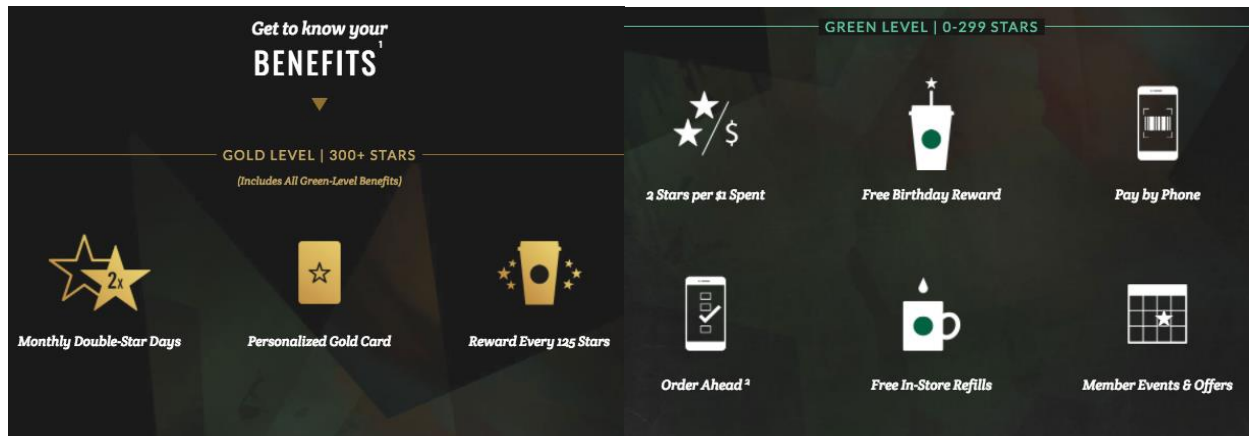 Get to know your
BENEFITS¹
GOLD LEVEL | 300+ STARS
(Includes All Green-Level Benefits)
2x
Monthly Double-Star Days
Personalized Gold Card
Reward Every 125 Stars
GREEN LEVEL | 0-299 STARS
$
2 Stars per $1 Spent
Free Birthday Reward
Pay by Phone
Order Ahead ²
Free In-Store Refills
Member Events & Offers